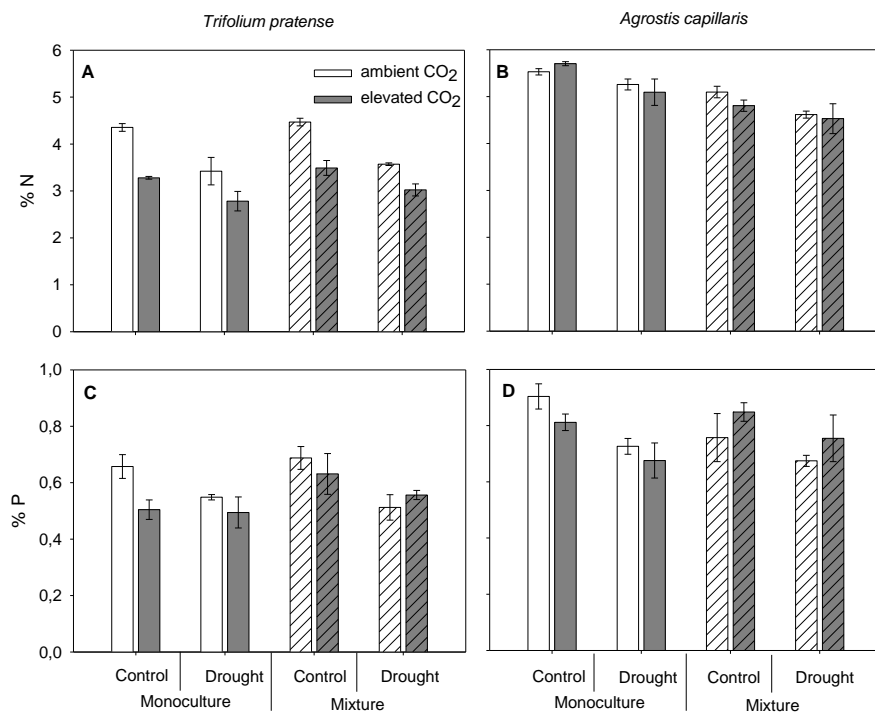 Trifolium pratense
Agrostis capillaris
A
ambient CO2
elevated CO2
B
6
5
4
3
2
1
0
% N
C
D
1,0
0,8
0,6
0,4
0,2
0,0
% P
Control Drought Control Drought
Monoculture Mixture
Control Drought Control Drought
Monoculture Mixture